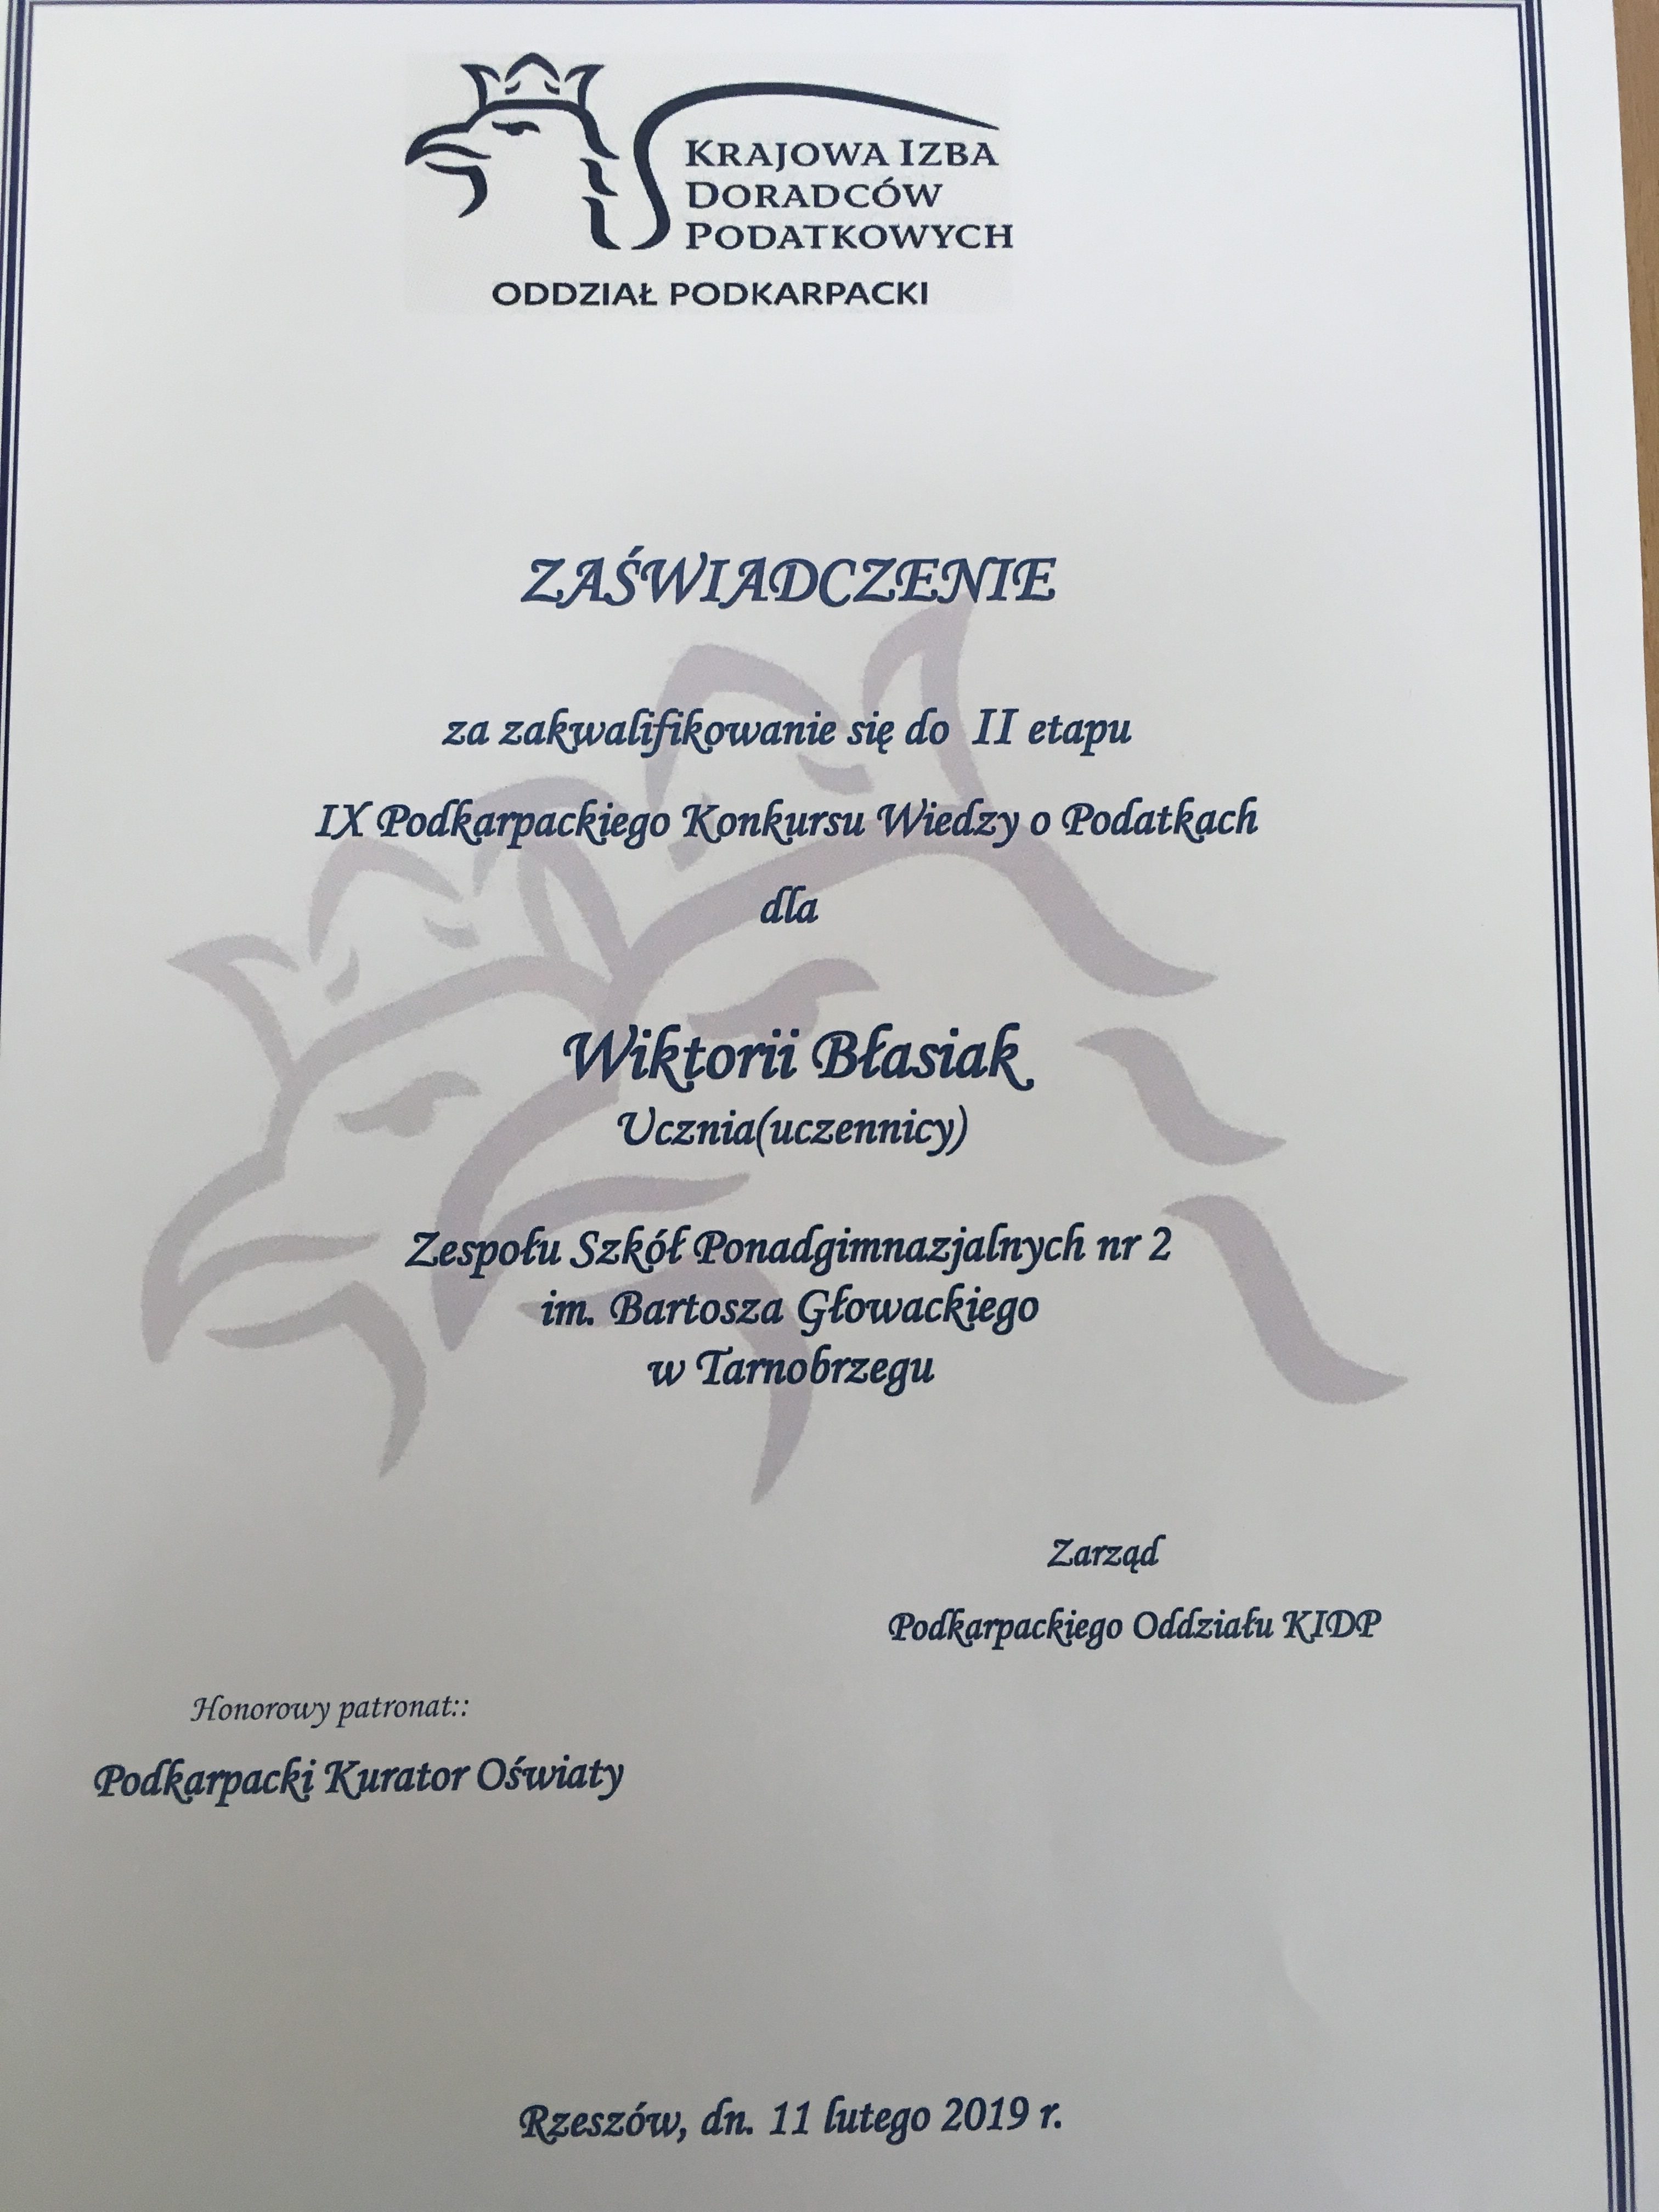 KRAJOWA IZBA
DORADCÓW
PODATKOWYCH
ODDZIAŁ PODKARPACKI
ZAŚWIADCZENIE
za zakwalifikowanie się do II etapu
IX Podkarpackiego Konkursu Wiedzy o Podatkach
dla
Wiktorii Błasiak
Ucznia(uczennicy)
Zespołu Szkół Ponadgimnazjalnych nr 2
im. Bartosza Głowackiego
w Tarnobrzegu
Zarząd
Podkarpackiego Oddziału KIDP
Honorowy patronat::
Podkarpacki Kurator Oświaty
Rzeszów, dn. 11 lutego 2019 r.